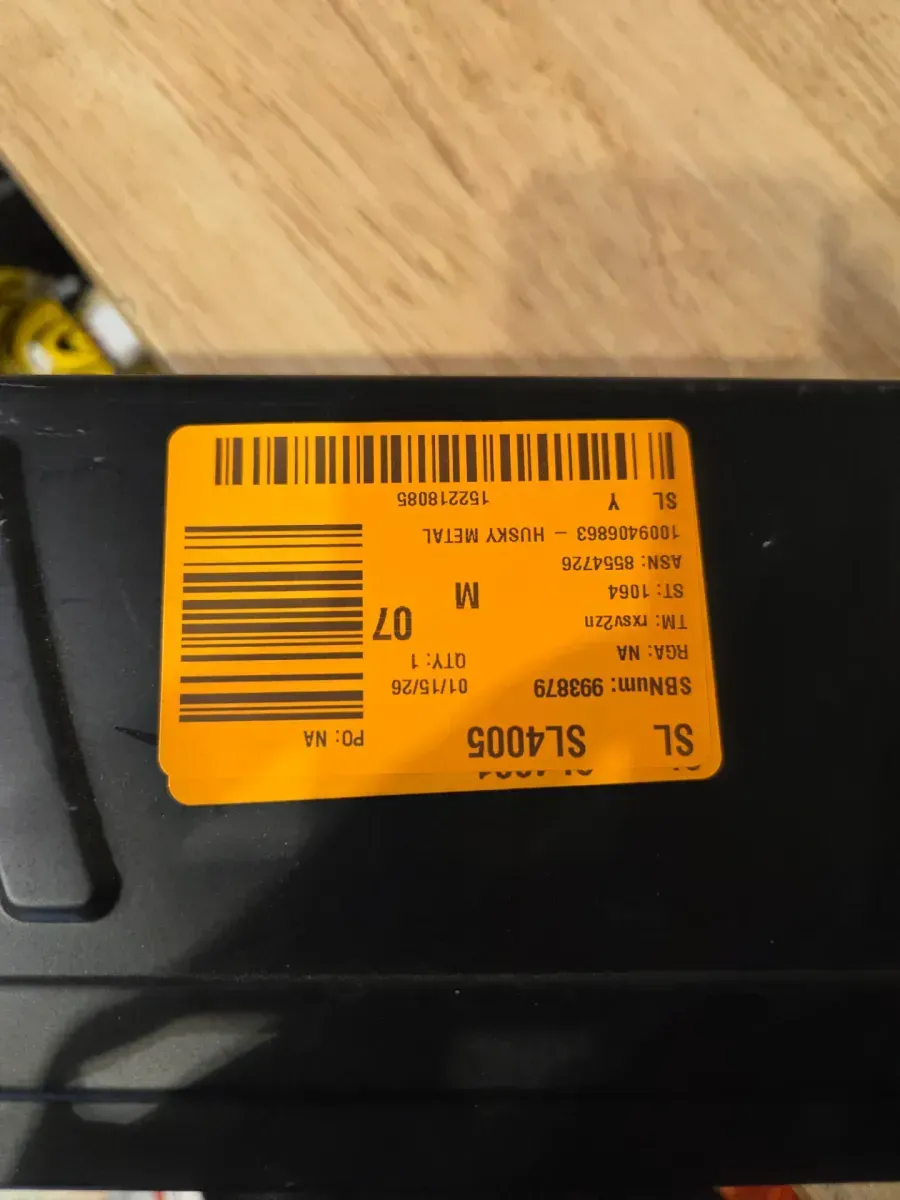 SL SL4005 PO: NA
SBNum: 993879 01/15/26
RGA: NA QTY: 1
TM: rxsv2zn 07
ST: 1064 M
ASN: 8554726
1009406863 – HUSKY METAL
SL Y 152218085